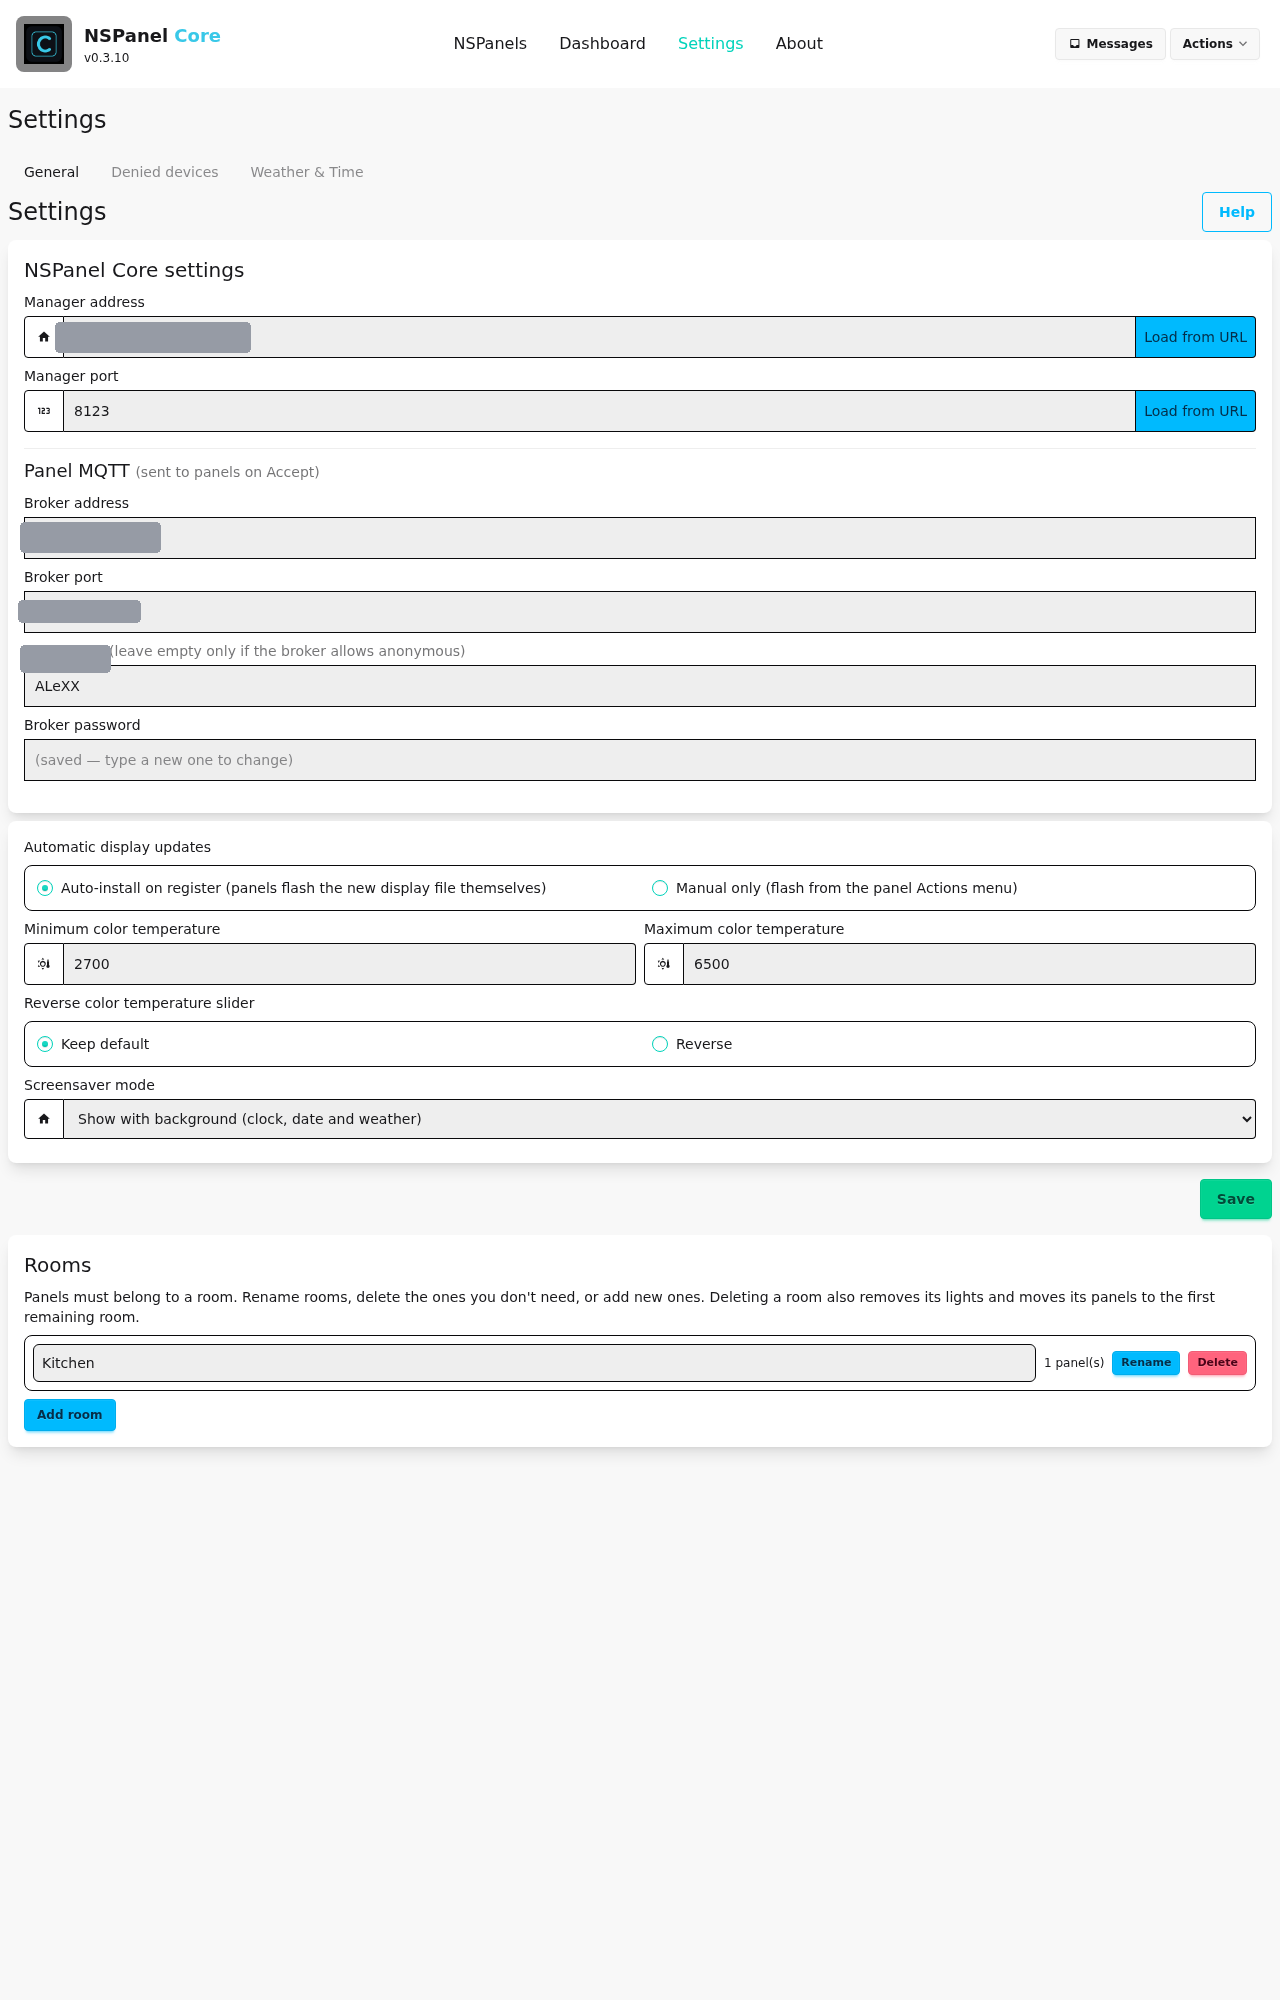 NSPanel Core
v0.3.10
NSPanels
Dashboard
Settings
About
Messages
Actions
Settings
General
Denied devices
Weather & Time
Settings
Help
NSPanel Core settings
Manager address
Load from URL
Manager port
8123
Load from URL
Panel MQTT (sent to panels on Accept)
Broker address
Broker port
(leave empty only if the broker allows anonymous)
ALeXX
Broker password
(saved — type a new one to change)
Automatic display updates
Auto-install on register (panels flash the new display file themselves)
Manual only (flash from the panel Actions menu)
Minimum color temperature
Maximum color temperature
2700
6500
Reverse color temperature slider
Keep default
Reverse
Screensaver mode
Show with background (clock, date and weather)
Save
Rooms
Panels must belong to a room. Rename rooms, delete the ones you don't need, or add new ones. Deleting a room also removes its lights and moves its panels to the first
remaining room.
Kitchen
1 panel(s)
Rename
Delete
Add room